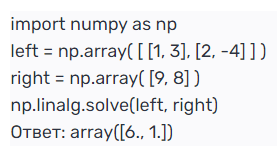 import numpy as np
left = np.array( [ [1, 3], [2, -4] ] )
right = np.array( [9, 8] )
np.linalg.solve(left, right)
Ответ: array([6., 1.])